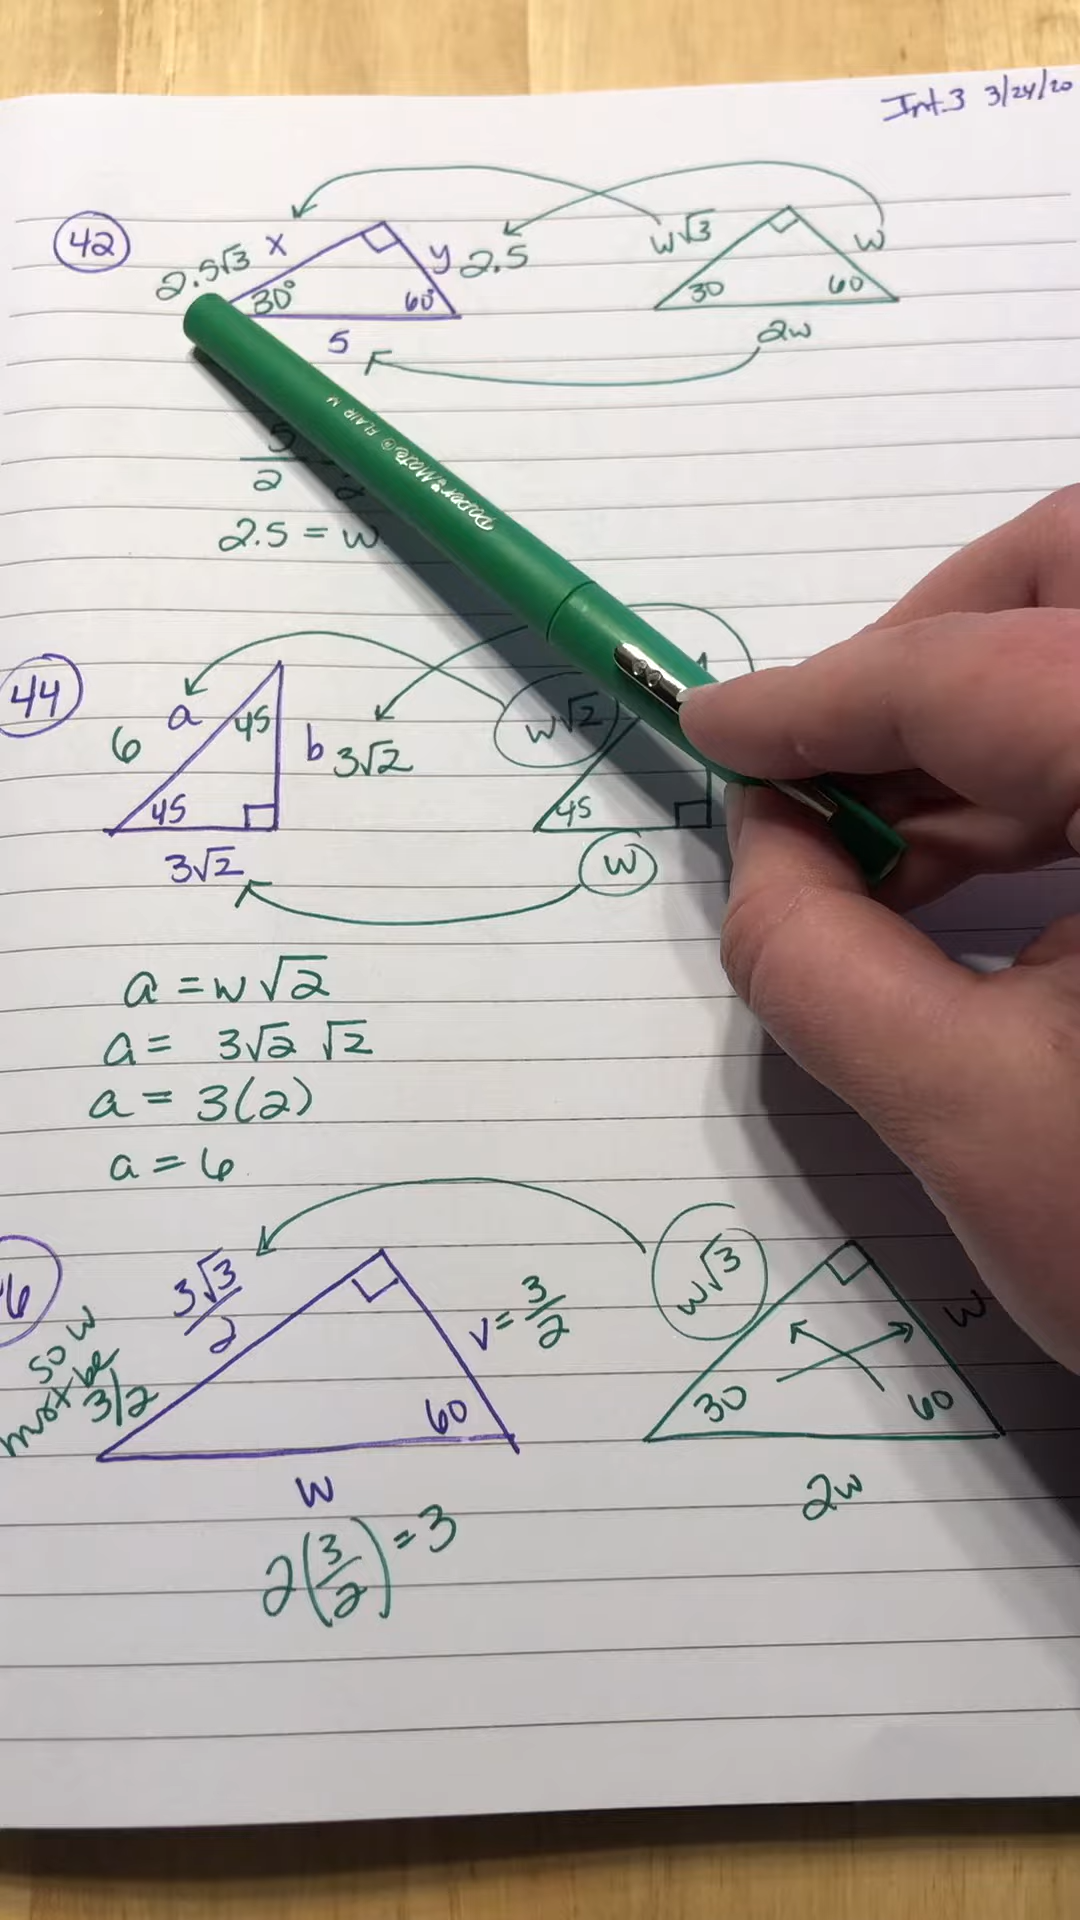 Int.3 3/24/20
42
2.5√3 x y 2.5
30° 60°
5
w√3 w
30 60
2w
5
2 2
2.5 = w
Paper Mate® FLAIR M
44
6 a 45 b 3√2
45
3√2
w√2
45
w
a = w√2
a = 3√2 √2
a = 3(2)
a = 6
6
so w
must be
3/2
3√3/2
v = 3/2
60
w
2(3/2) = 3
w√3 w
30 60
2w